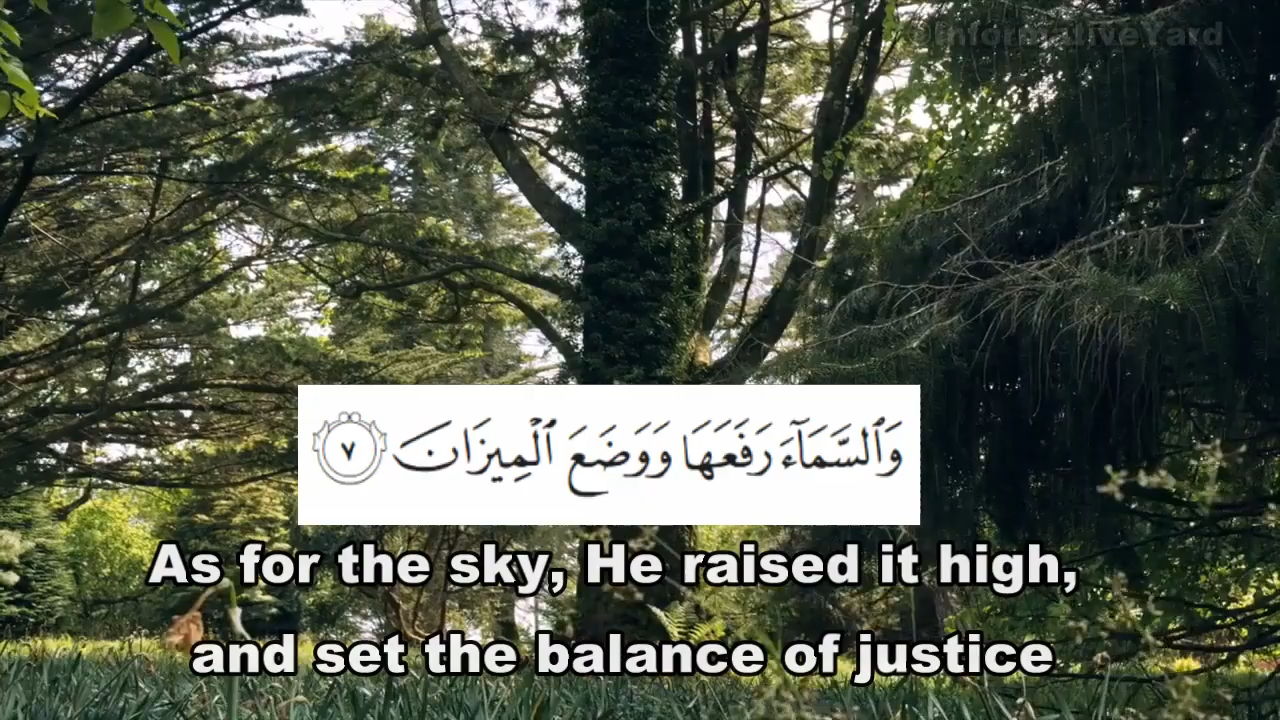 ©InformativeYard
وَٱلسَّمَآءَ رَفَعَهَا وَوَضَعَ ٱلْمِيزَانَ ٧
As for the sky, He raised it high,
and set the balance of justice